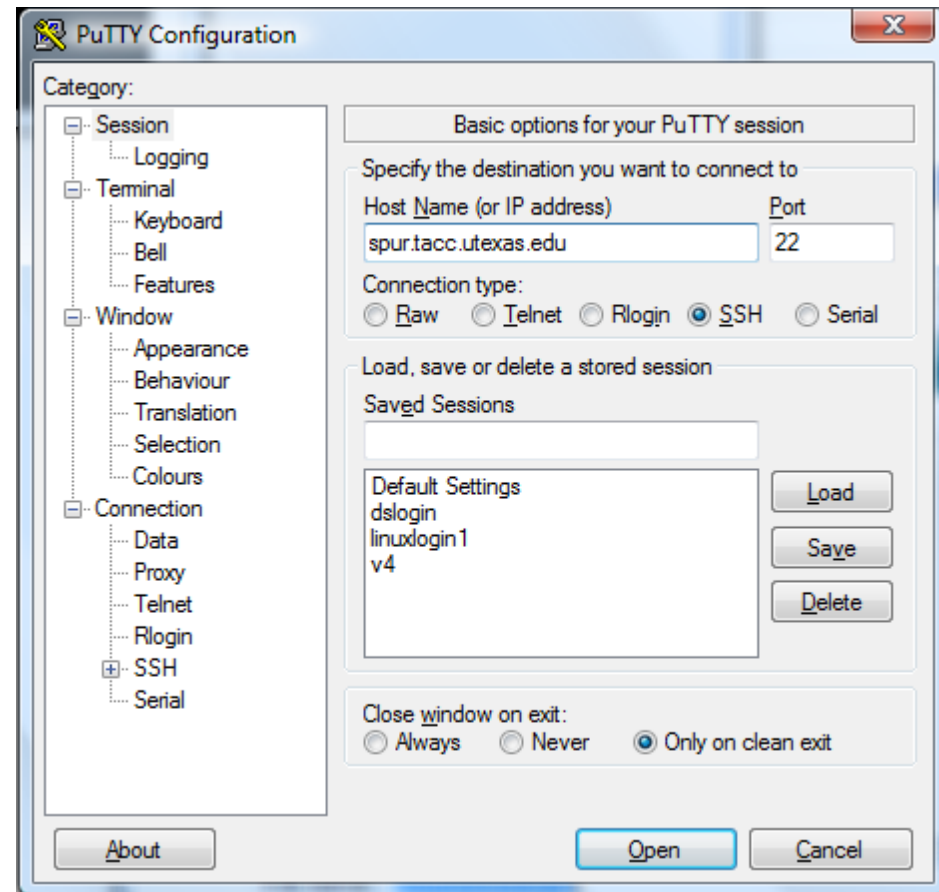 PuTTY Configuration
Category:
Session
Logging
Terminal
Keyboard
Bell
Features
Window
Appearance
Behaviour
Translation
Selection
Colours
Connection
Data
Proxy
Telnet
Rlogin
SSH
Serial
Basic options for your PuTTY session
Specify the destination you want to connect to
Host Name (or IP address) Port
spur.tacc.utexas.edu 22
Connection type:
Raw Telnet Rlogin SSH Serial
Load, save or delete a stored session
Saved Sessions
Default Settings
dslogin
linuxlogin1
v4
Load
Save
Delete
Close window on exit:
Always Never Only on clean exit
About Open Cancel